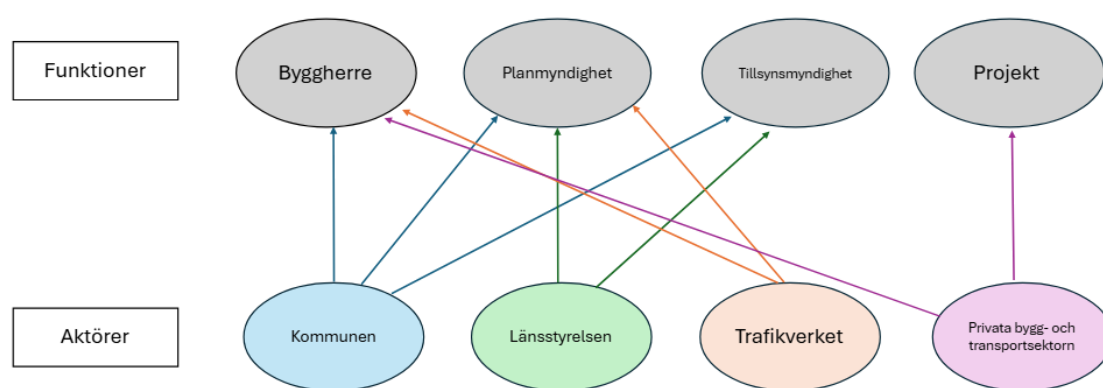 Funktioner
Byggherre
Planmyndighet
Tillsynsmyndighet
Projekt
Aktörer
Kommunen
Länsstyrelsen
Trafikverket
Privata bygg- och
transportsektorn